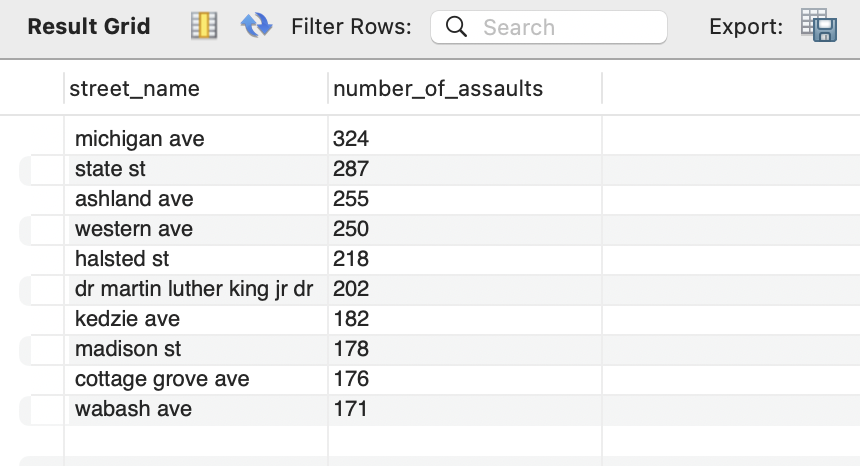 Result Grid Filter Rows: Search Export:
street_name number_of_assaults
michigan ave 324
state st 287
ashland ave 255
western ave 250
halsted st 218
dr martin luther king jr dr 202
kedzie ave 182
madison st 178
cottage grove ave 176
wabash ave 171